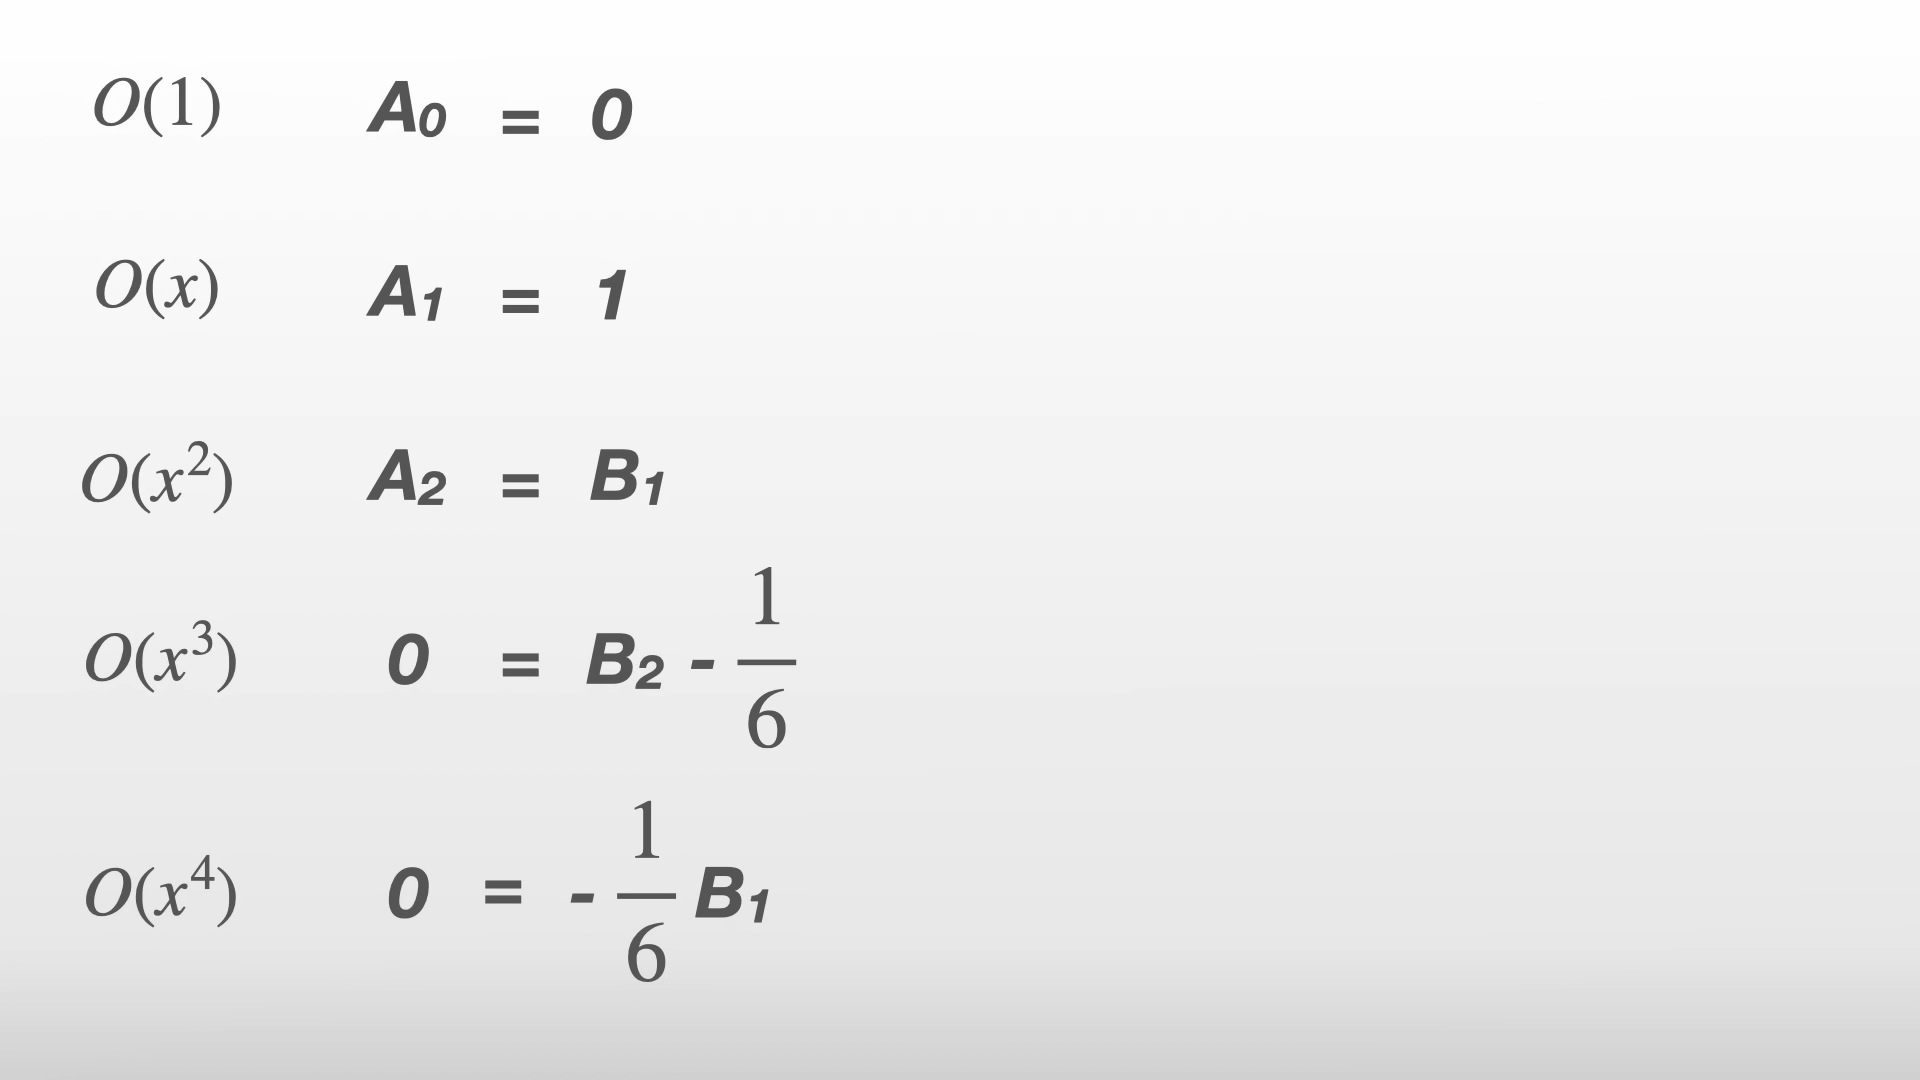 O(1) A₀ = 0
O(x) A₁ = 1
O(x²) A₂ = B₁
O(x³) 0 = B₂ - 1/6
O(x⁴) 0 = - 1/6 B₁